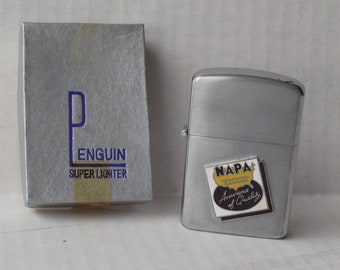 PENGUIN
SUPER LIGHTER
NAPA
Assurance
of Quality